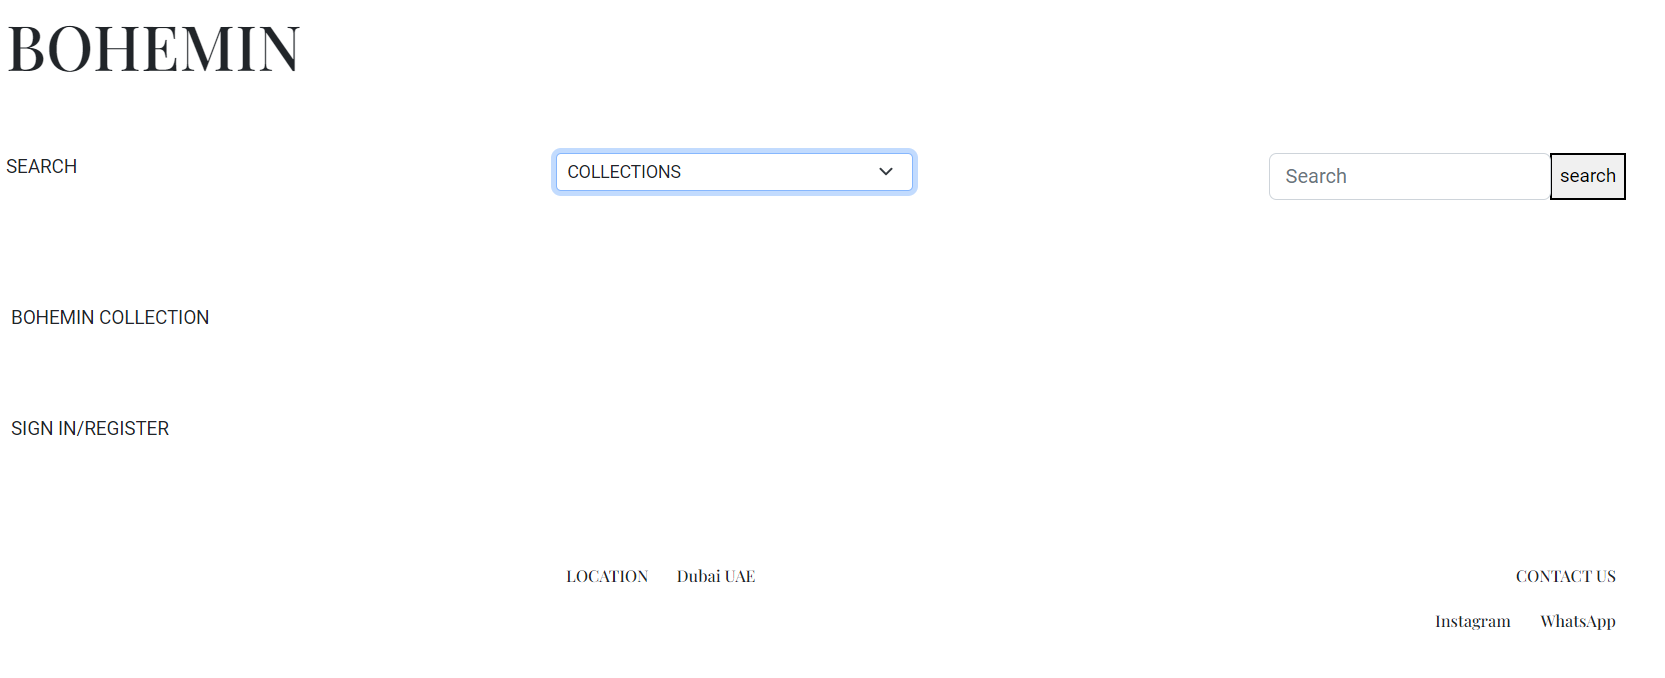 BOHEMIN
SEARCH
COLLECTIONS
Search
search
BOHEMIN COLLECTION
SIGN IN/REGISTER
LOCATION Dubai UAE
CONTACT US
Instagram WhatsApp